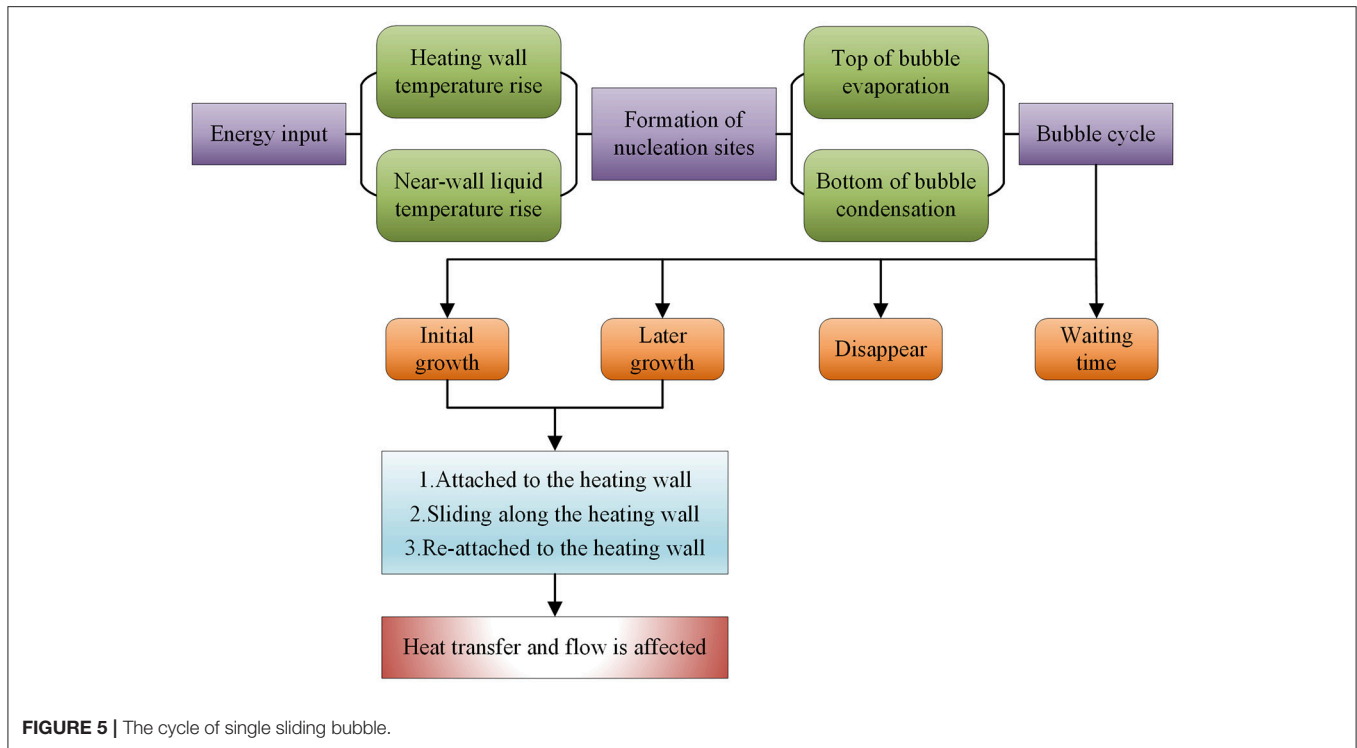 Energy input
Heating wall
temperature rise
Near-wall liquid
temperature rise
Formation of
nucleation sites
Top of bubble
evaporation
Bottom of bubble
condensation
Bubble cycle
Initial
growth
Later
growth
Disappear
Waiting
time
1.Attached to the heating wall
2.Sliding along the heating wall
3.Re-attached to the heating wall
Heat transfer and flow is affected
FIGURE 5 | The cycle of single sliding bubble.